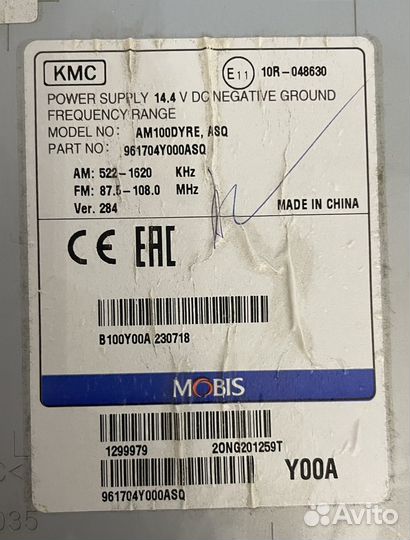 KMC
E11 10R-048630
POWER SUPPLY 14.4 V DC NEGATIVE GROUND
FREQUENCY RANGE
MODEL NO: AM100DYRE, ASQ
PART NO: 961704Y000ASQ
AM: 522-1620 KHz
FM: 87.5-108.0 MHz
Ver. 284 MADE IN CHINA
CE EAC
B100Y00A 230718
MOBIS
1299979 20NG201259T
961704Y000ASQ Y00A
035
Avito